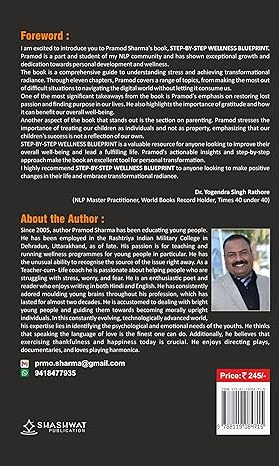 Foreword :
I am excited to introduce you to Pramod Sharma's book, STEP-BY-STEP WELLNESS BLUEPRINT.
Pramod is a part and student of my NLP community and has shown exceptional growth and
dedication towards personal development and wellness.
The book is a comprehensive guide to understanding stress and achieving transformational
radiance. Through eleven chapters, Pramod covers a range of topics, from making the most out
of difficult situations to navigating the digital world without letting it consume us.
One of the most significant takeaways from the book is Pramod's emphasis on restoring lost
passion and finding purpose in our lives. He also highlights the importance of gratitude and how
it can benefit our overall well-being.
Another aspect of the book that stands out is the section on parenting. Pramod stresses the
importance of treating our children as individuals and not as property, emphasizing that our
children's success is not a reflection of our own.
STEP-BY-STEP WELLNESS BLUEPRINT is a valuable resource for anyone looking to improve their
overall well-being and lead a fulfilling life. Pramod's actionable insights and step-by-step
approach make the book an excellent tool for personal transformation.
I highly recommend STEP-BY-STEP WELLNESS BLUEPRINT to anyone looking to make positive
changes in their life and embrace transformational radiance.
Dr. Yogendra Singh Rathore
(NLP Master Practitioner, World Books Record Holder, Times 40 under 40)
About the Author :
Since 2005, author Pramod Sharma has been educating young people.
He has been employed in the Rashtriya Indian Military College in
Dehradun, Uttarakhand, as of late. His passion is for teaching and
running wellness programmes for young people in particular. He has
the unusual ability to recognise the source of the issue right away. As a
Teacher-cum- Life coach he is passionate about helping people who are
struggling with stress, worry, and fear. He is an enthusiastic poet and
reader who enjoys writing in both Hindi and English. He has consistently
adored moulding young brains throughout his profession, which has
lasted for almost two decades. He is accustomed to dealing with bright
young people and guiding them towards becoming morally upright
individuals. In this constantly evolving, technologically advanced world,
his expertise lies in identifying the psychological and emotional needs of the youths. He thinks
that speaking the language of love is the finest one can do. Additionally, he believes that
exercising thankfulness and happiness today is crucial. He enjoys directing plays,
documentaries, and loves playing harmonica.
prmo.sharma@gmail.com
9418477935
Price: ₹ 245/-
SHASHWAT
PUBLICATION